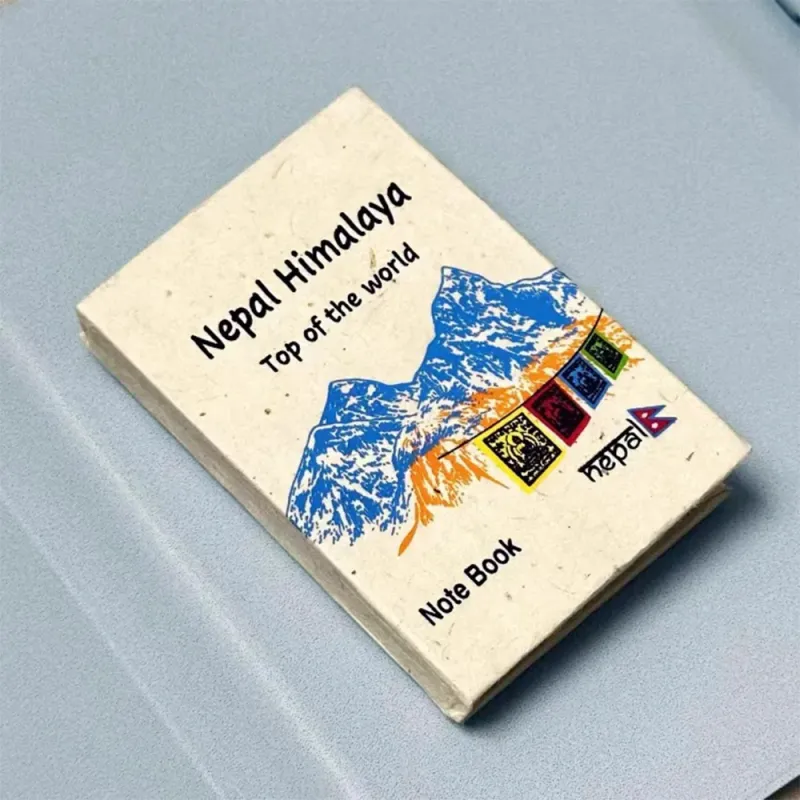 Nepal Himalaya
Top of the world
nepal
Note Book